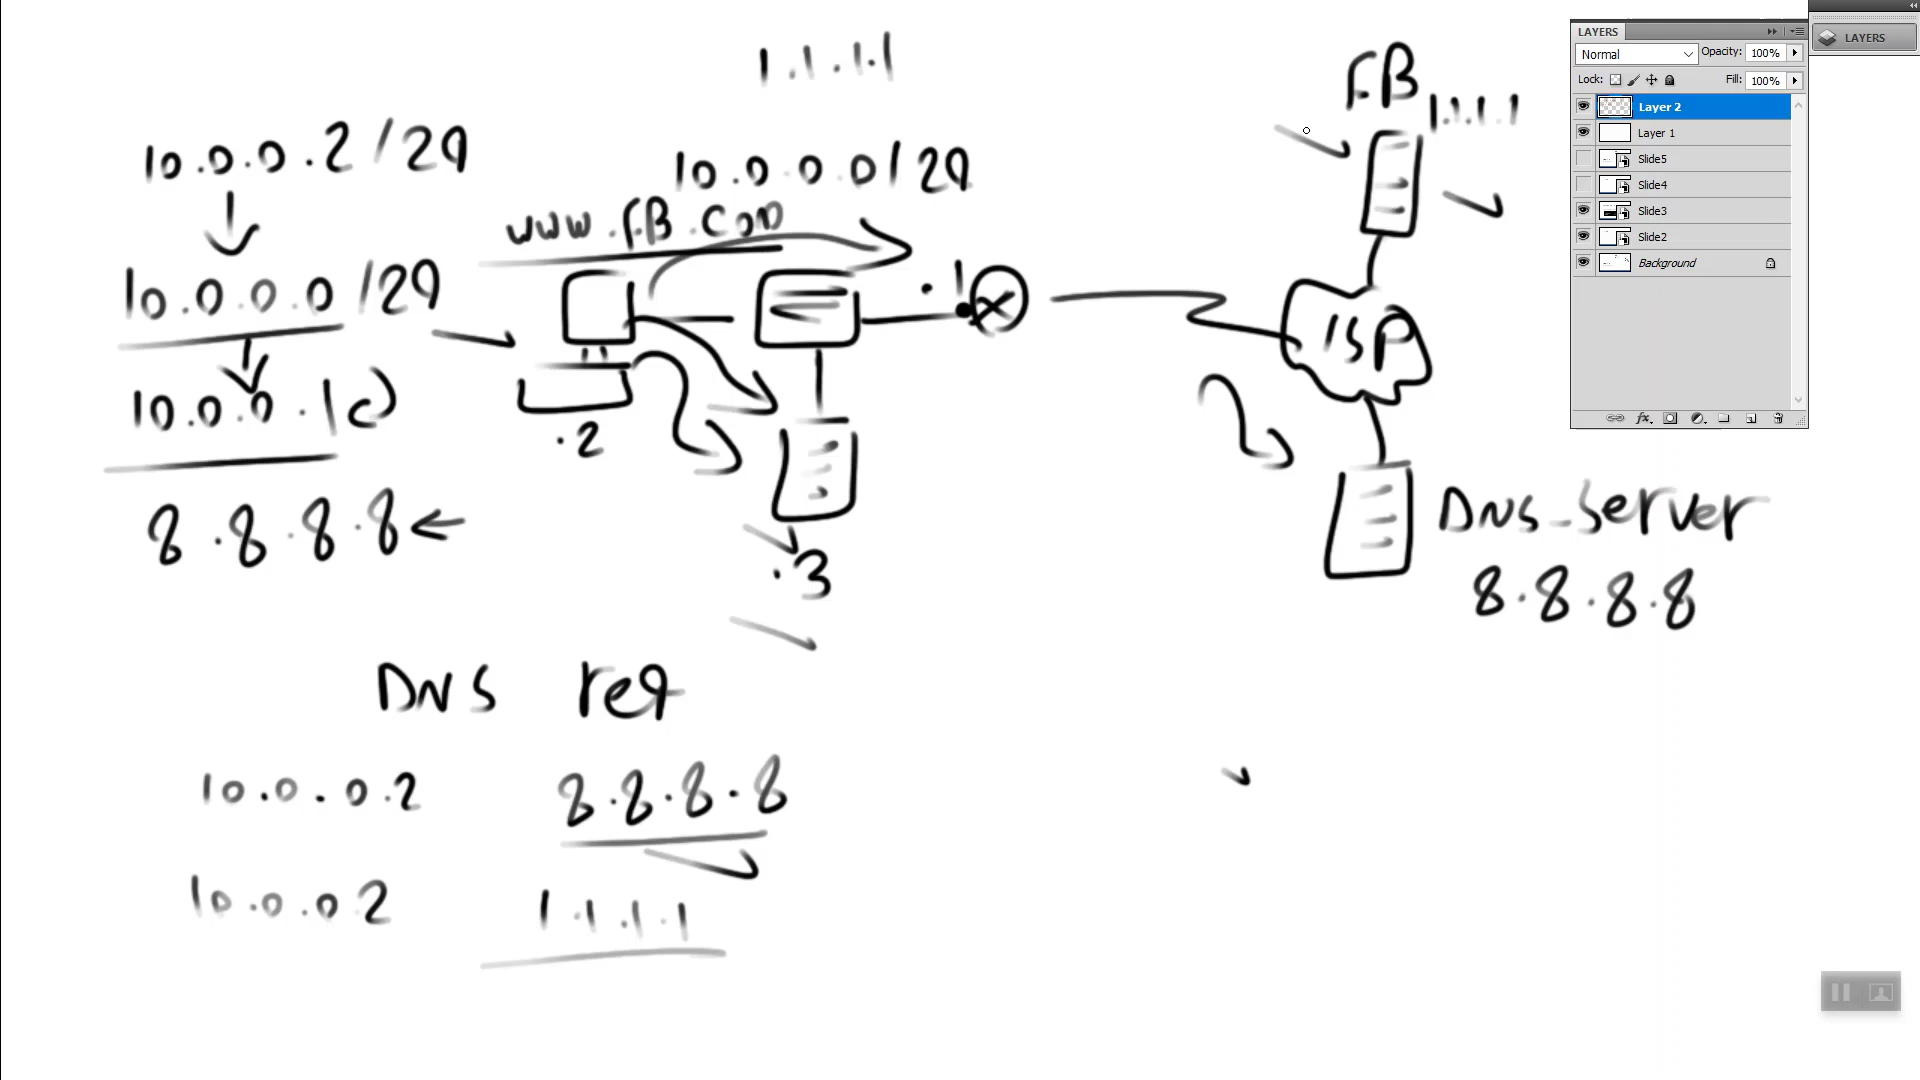 1.1.1.1
FB
1.1.1.1
10.0.0.2/29
10.0.0.0/29
www.FB.com
10.0.0.0/29
.1
ISP
10.0.0.1
.2
8.8.8.8
.3
DNS_Server
8.8.8.8
DNS req
10.0.0.2 8.8.8.8
10.0.0.2 1.1.1.1
LAYERS
LAYERS
Normal Opacity: 100%
Lock: Fill: 100%
Layer 2
Layer 1
Slide5
Slide4
Slide3
Slide2
Background
fx